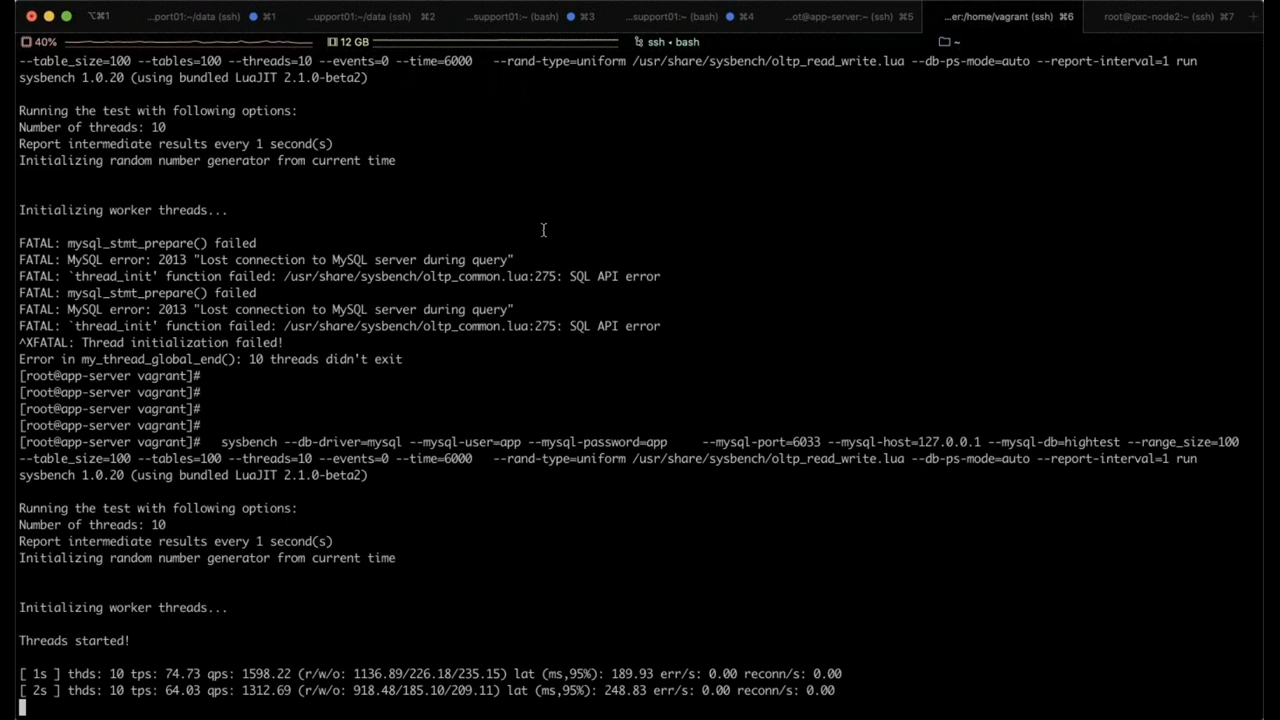 ⌥⌘1
...port01:~/data (ssh) ⌘1
...upport01:~/data (ssh) ⌘2
...support01:~ (bash) ⌘3
...support01:~ (bash) ⌘4
...ot@app-server:~ (ssh) ⌘5
...er:/home/vagrant (ssh) ⌘6
root@pxc-node2:~ (ssh) ⌘7
40% 12 GB ssh • bash ~
--table_size=100 --tables=100 --threads=10 --events=0 --time=6000   --rand-type=uniform /usr/share/sysbench/oltp_read_write.lua --db-ps-mode=auto --report-interval=1 run
sysbench 1.0.20 (using bundled LuaJIT 2.1.0-beta2)
Running the test with following options:
Number of threads: 10
Report intermediate results every 1 second(s)
Initializing random number generator from current time
Initializing worker threads...
FATAL: mysql_stmt_prepare() failed
FATAL: MySQL error: 2013 "Lost connection to MySQL server during query"
FATAL: `thread_init' function failed: /usr/share/sysbench/oltp_common.lua:275: SQL API error
FATAL: mysql_stmt_prepare() failed
FATAL: MySQL error: 2013 "Lost connection to MySQL server during query"
FATAL: `thread_init' function failed: /usr/share/sysbench/oltp_common.lua:275: SQL API error
^XFATAL: Thread initialization failed!
Error in my_thread_global_end(): 10 threads didn't exit
[root@app-server vagrant]#
[root@app-server vagrant]#
[root@app-server vagrant]#
[root@app-server vagrant]#
[root@app-server vagrant]#   sysbench --db-driver=mysql --mysql-user=app --mysql-password=app     --mysql-port=6033 --mysql-host=127.0.0.1 --mysql-db=hightest --range_size=100
--table_size=100 --tables=100 --threads=10 --events=0 --time=6000   --rand-type=uniform /usr/share/sysbench/oltp_read_write.lua --db-ps-mode=auto --report-interval=1 run
sysbench 1.0.20 (using bundled LuaJIT 2.1.0-beta2)
Running the test with following options:
Number of threads: 10
Report intermediate results every 1 second(s)
Initializing random number generator from current time
Initializing worker threads...
Threads started!
[ 1s ] thds: 10 tps: 74.73 qps: 1598.22 (r/w/o: 1136.89/226.18/235.15) lat (ms,95%): 189.93 err/s: 0.00 reconn/s: 0.00
[ 2s ] thds: 10 tps: 64.03 qps: 1312.69 (r/w/o: 918.48/185.10/209.11) lat (ms,95%): 248.83 err/s: 0.00 reconn/s: 0.00